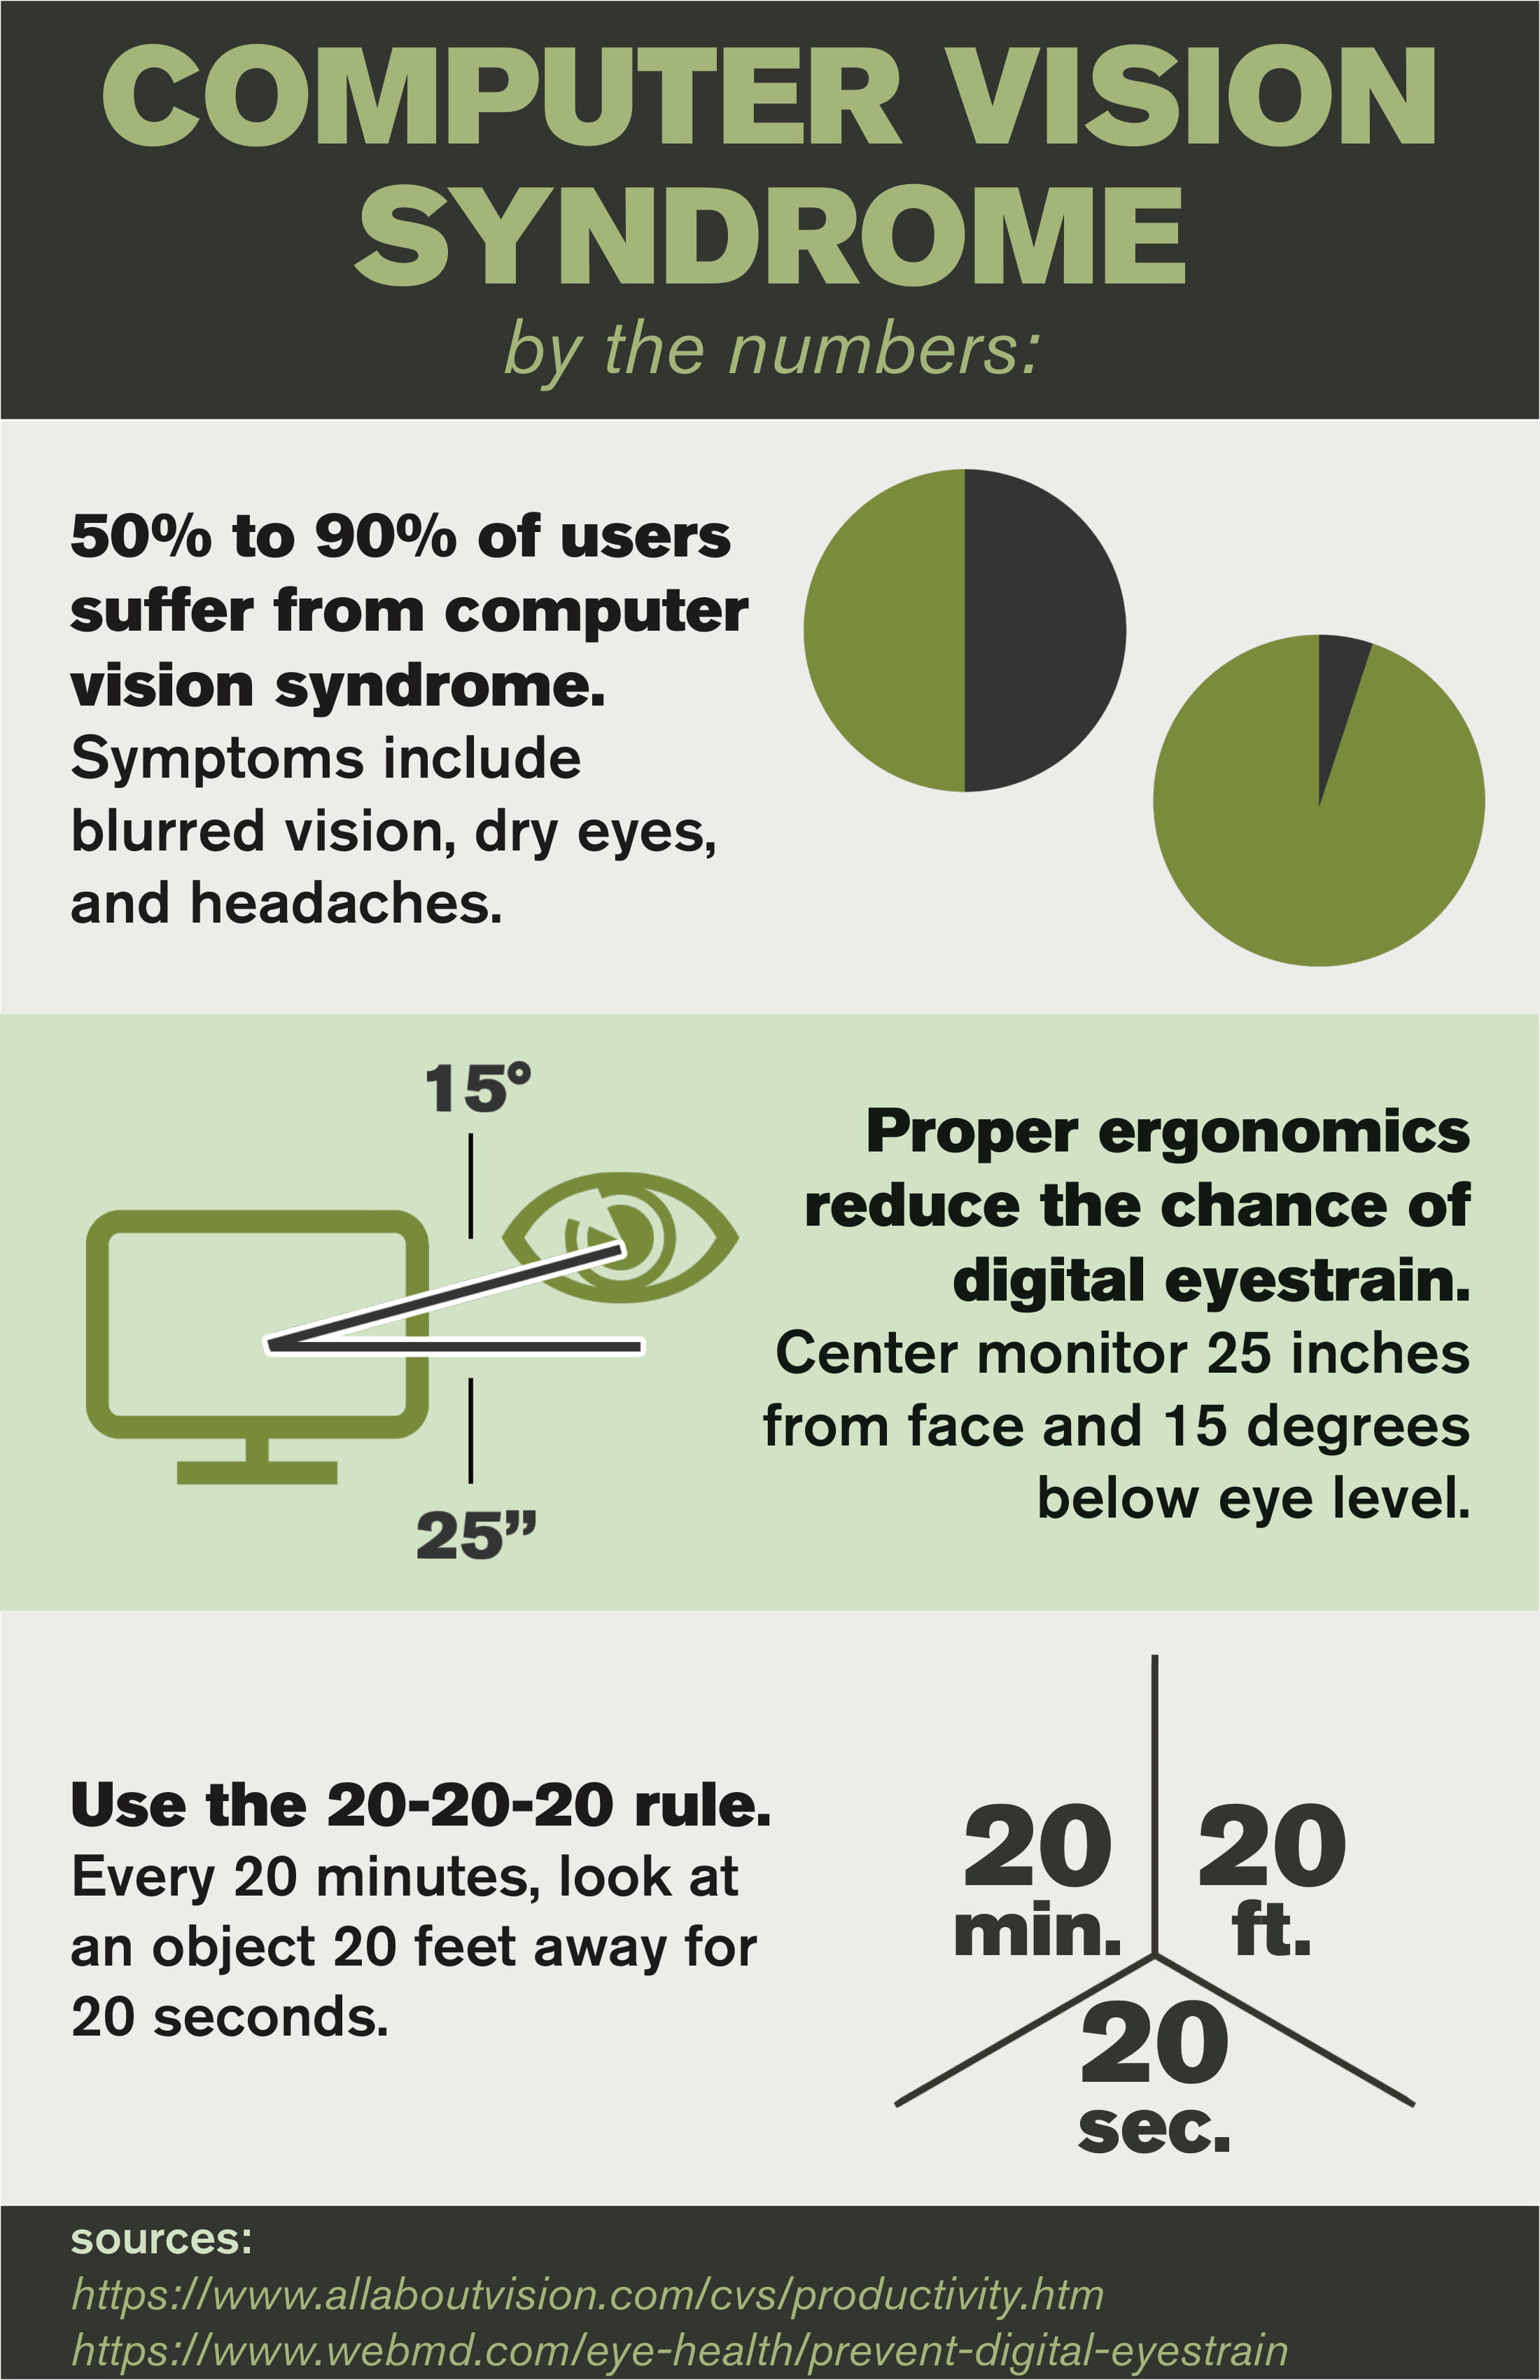 COMPUTER VISION
SYNDROME
by the numbers:
50% to 90% of users
suffer from computer
vision syndrome.
Symptoms include
blurred vision, dry eyes,
and headaches.
15°
25”
Proper ergonomics
reduce the chance of
digital eyestrain.
Center monitor 25 inches
from face and 15 degrees
below eye level.
Use the 20-20-20 rule.
Every 20 minutes, look at
an object 20 feet away for
20 seconds.
20
min.
20
ft.
20
sec.
sources:
https://www.allaboutvision.com/cvs/productivity.htm
https://www.webmd.com/eye-health/prevent-digital-eyestrain